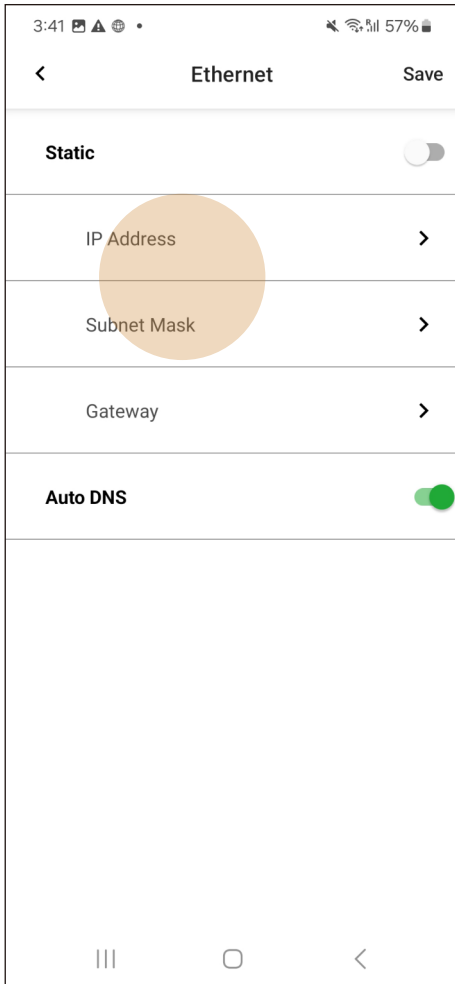 3:41 57%
Ethernet Save
Static
IP Address
Subnet Mask
Gateway
Auto DNS